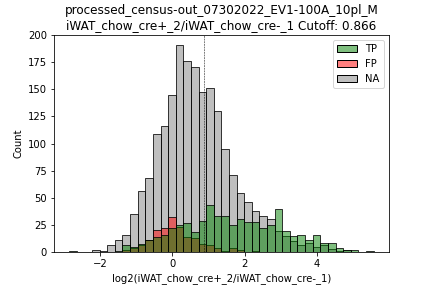 processed_census-out_07302022_EV1-100A_10pl_M
iWAT_chow_cre+_2/iWAT_chow_cre-_1 Cutoff: 0.866
200
175
150
125
100
75
50
25
0
Count
TP
FP
NA
−2
0
2
4
log2(iWAT_chow_cre+_2/iWAT_chow_cre-_1)